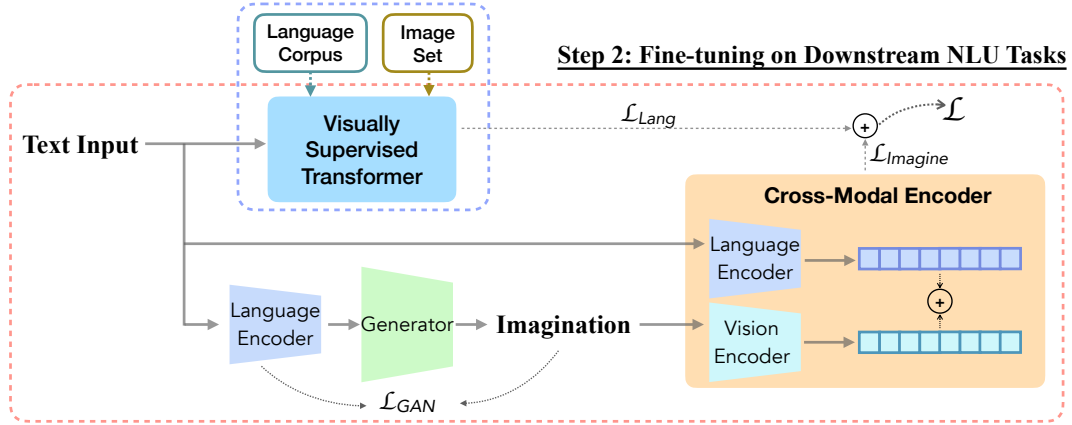 Language
Corpus
Image
Set
Step 2: Fine-tuning on Downstream NLU Tasks
Text Input
Visually
Supervised
Transformer
ℒLang
+
ℒ
ℒImagine
Cross-Modal Encoder
Language
Encoder
+
Language
Encoder
Generator
Imagination
Vision
Encoder
ℒGAN